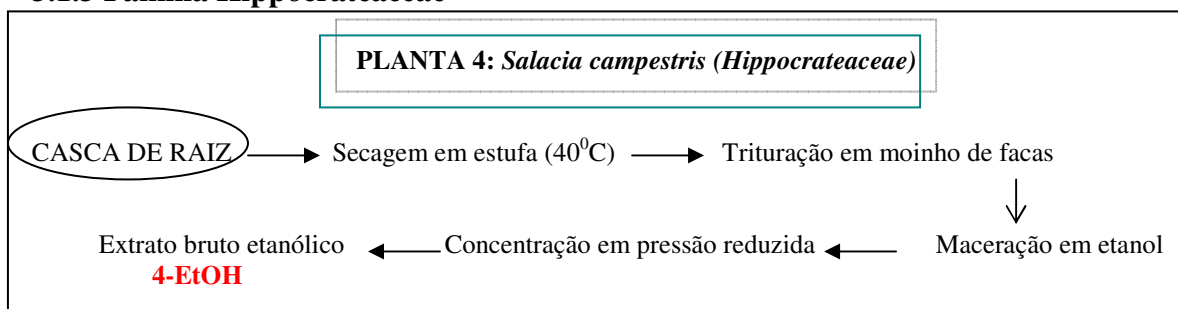 PLANTA 4: Salacia campestris (Hippocrateaceae)
CASCA DE RAIZ Secagem em estufa (40⁰C) Trituração em moinho de facas
Extrato bruto etanólico Concentração em pressão reduzida Maceração em etanol
4-EtOH